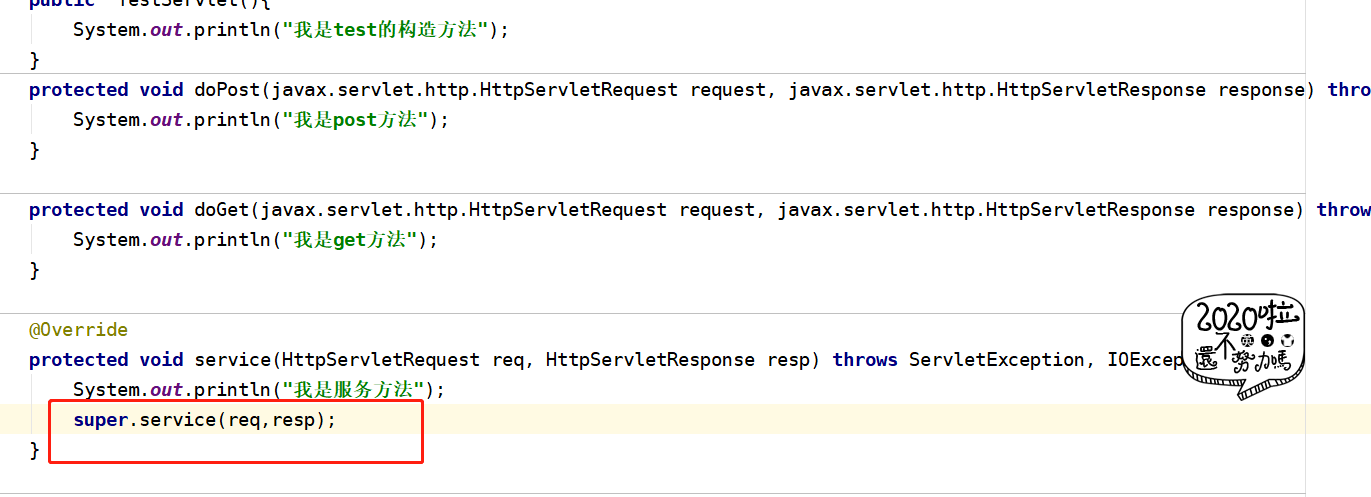 public TestServlet(){
System.out.println("我是test的构造方法");
}
protected void doPost(javax.servlet.http.HttpServletRequest request, javax.servlet.http.HttpServletResponse response) thro
System.out.println("我是post方法");
}
protected void doGet(javax.servlet.http.HttpServletRequest request, javax.servlet.http.HttpServletResponse response) throw
System.out.println("我是get方法");
}
@Override
protected void service(HttpServletRequest req, HttpServletResponse resp) throws ServletException, IOExcep
System.out.println("我是服务方法");
super.service(req,resp);
}
2020啦
還不努力嗎